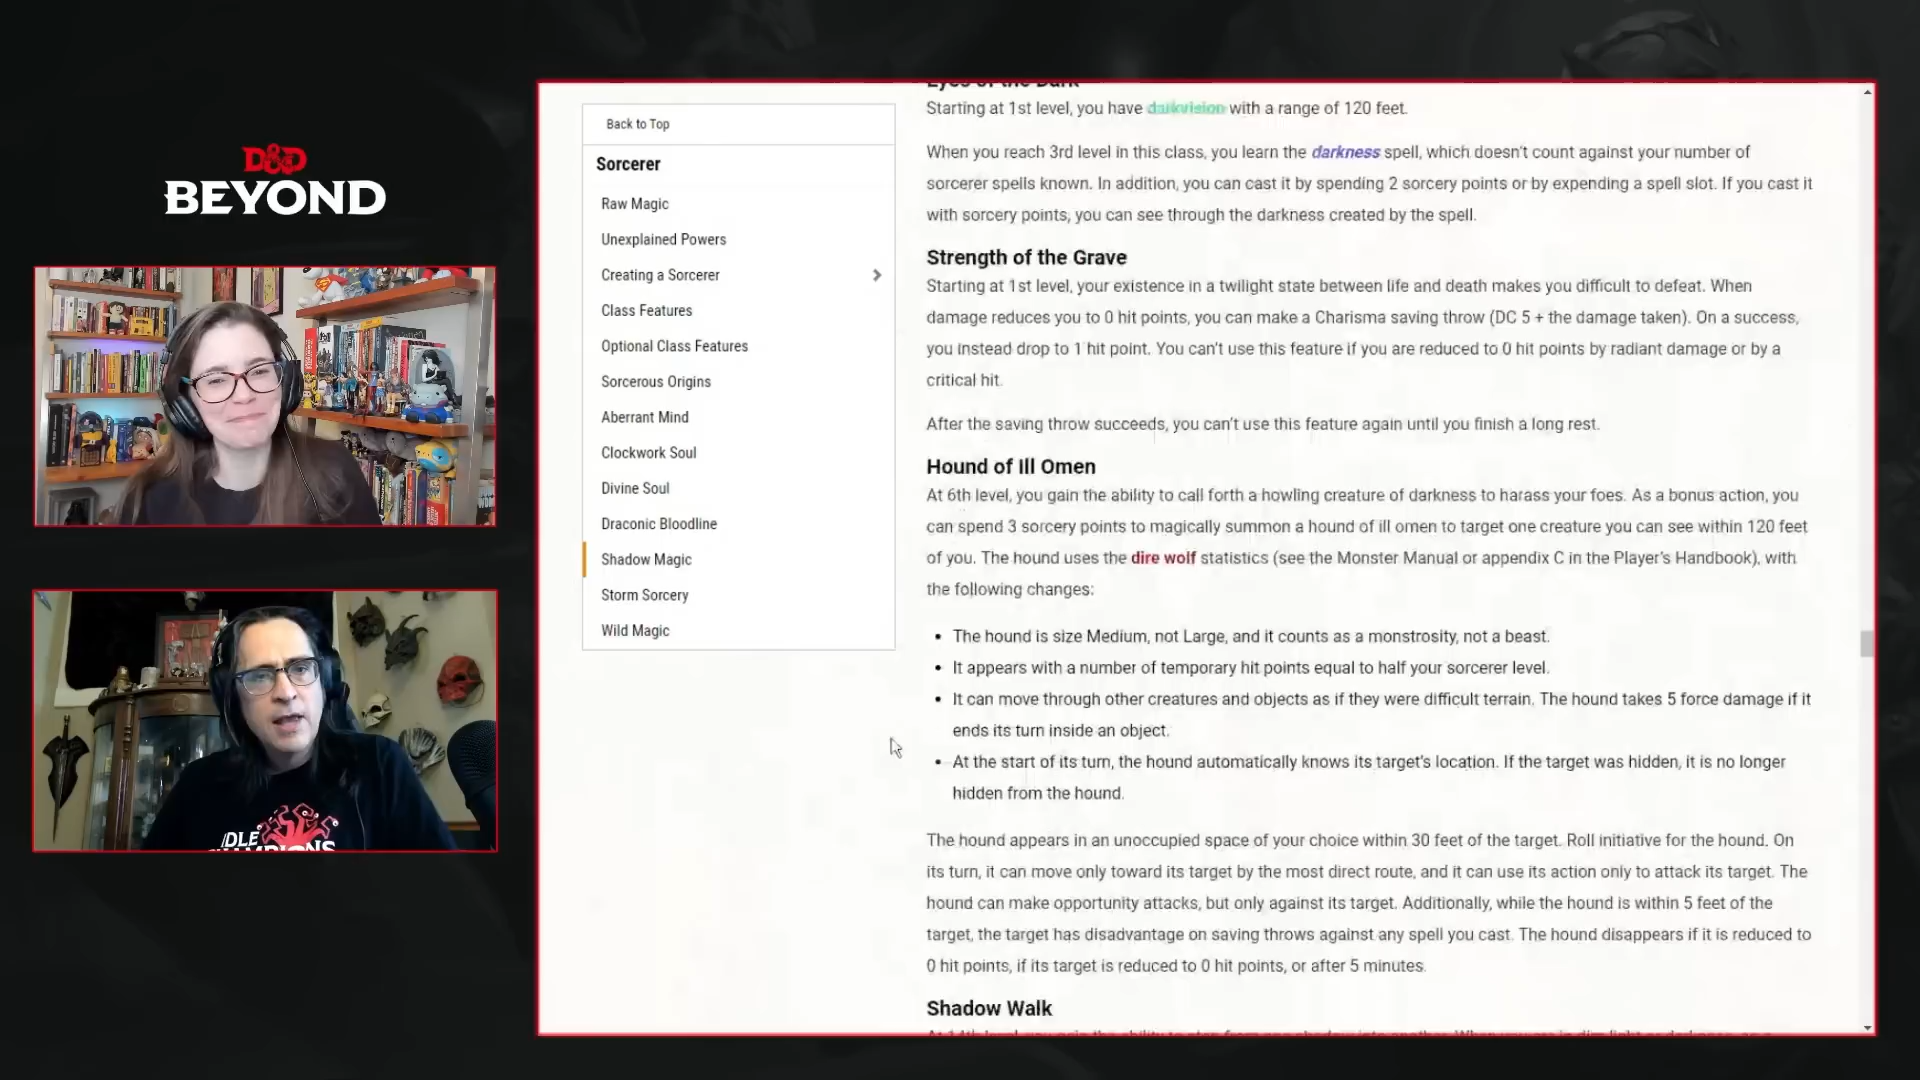 D&D
BEYOND
Back to Top
Sorcerer
Raw Magic
Unexplained Powers
Creating a Sorcerer
Class Features
Optional Class Features
Sorcerous Origins
Aberrant Mind
Clockwork Soul
Divine Soul
Draconic Bloodline
Shadow Magic
Storm Sorcery
Wild Magic
Eyes of the Dark
Starting at 1st level, you have darkvision with a range of 120 feet.
When you reach 3rd level in this class, you learn the darkness spell, which doesn't count against your number of
sorcerer spells known. In addition, you can cast it by spending 2 sorcery points or by expending a spell slot. If you cast it
with sorcery points, you can see through the darkness created by the spell.
Strength of the Grave
Starting at 1st level, your existence in a twilight state between life and death makes you difficult to defeat. When
damage reduces you to 0 hit points, you can make a Charisma saving throw (DC 5 + the damage taken). On a success,
you instead drop to 1 hit point. You can't use this feature if you are reduced to 0 hit points by radiant damage or by a
critical hit.
After the saving throw succeeds, you can't use this feature again until you finish a long rest.
Hound of Ill Omen
At 6th level, you gain the ability to call forth a howling creature of darkness to harass your foes. As a bonus action, you
can spend 3 sorcery points to magically summon a hound of ill omen to target one creature you can see within 120 feet
of you. The hound uses the dire wolf statistics (see the Monster Manual or appendix C in the Player's Handbook), with
the following changes:
• The hound is size Medium, not Large, and it counts as a monstrosity, not a beast.
• It appears with a number of temporary hit points equal to half your sorcerer level.
• It can move through other creatures and objects as if they were difficult terrain. The hound takes 5 force damage if it
ends its turn inside an object.
• At the start of its turn, the hound automatically knows its target's location. If the target was hidden, it is no longer
hidden from the hound.
The hound appears in an unoccupied space of your choice within 30 feet of the target. Roll initiative for the hound. On
its turn, it can move only toward its target by the most direct route, and it can use its action only to attack its target. The
hound can make opportunity attacks, but only against its target. Additionally, while the hound is within 5 feet of the
target, the target has disadvantage on saving throws against any spell you cast. The hound disappears if it is reduced to
0 hit points, if its target is reduced to 0 hit points, or after 5 minutes.
Shadow Walk
IDLE
CHAMPIONS